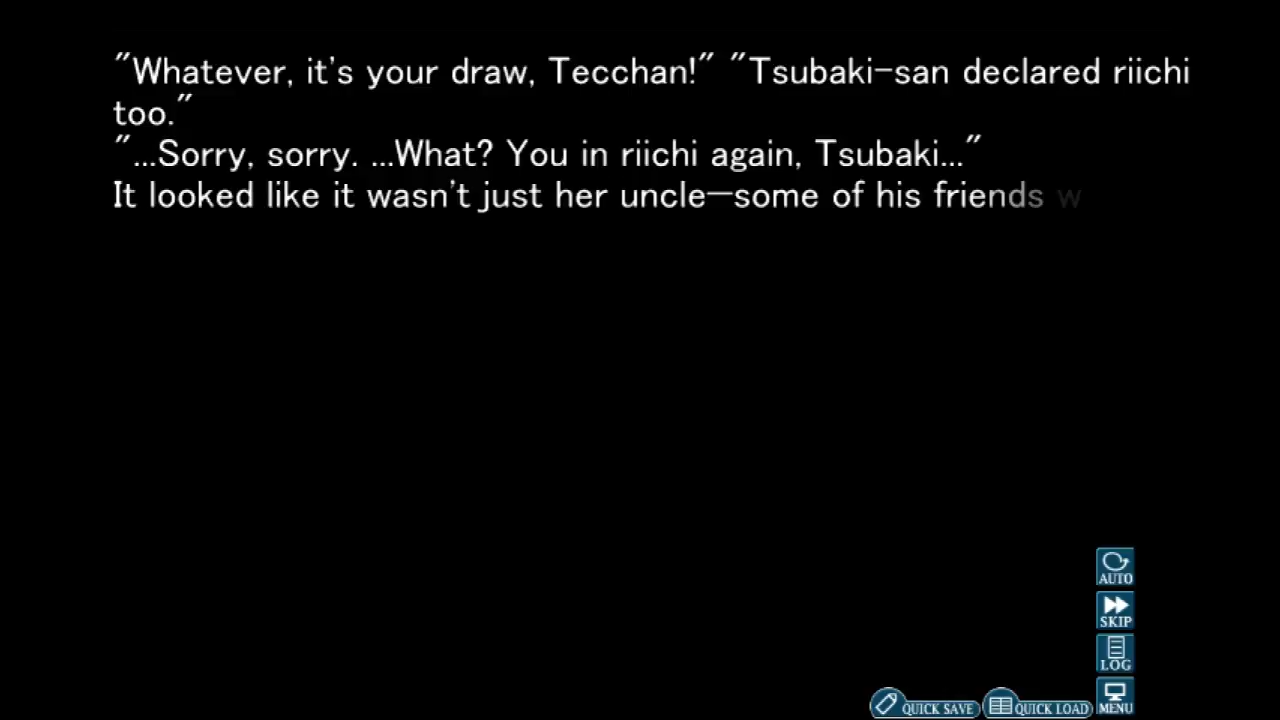 "Whatever, it's your draw, Tecchan!" "Tsubaki-san declared riichi
too."
"...Sorry, sorry. ...What? You in riichi again, Tsubaki..."
It looked like it wasn't just her uncle—some of his friends w
AUTO
SKIP
LOG
QUICK SAVE
QUICK LOAD
MENU